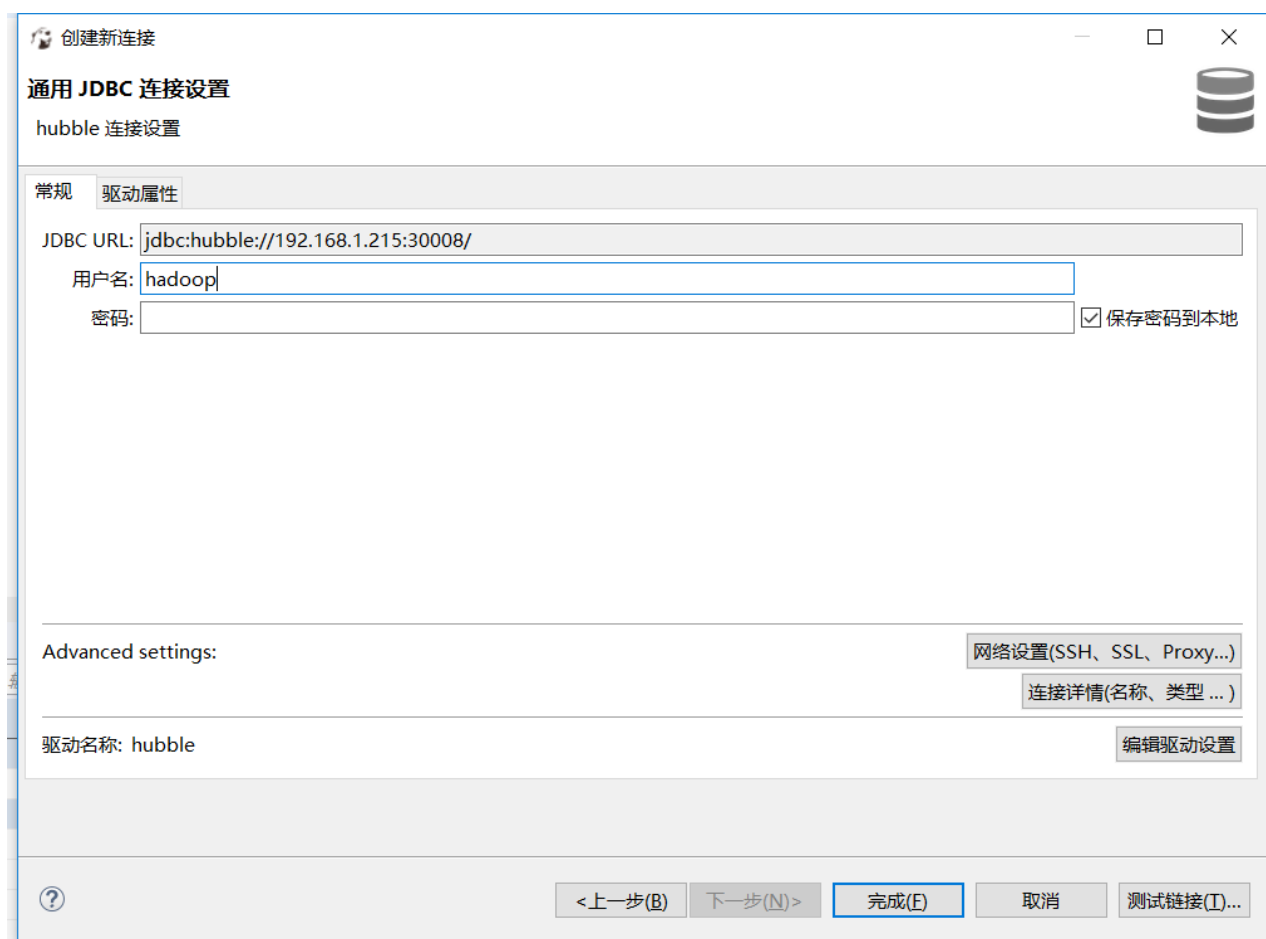 创建新连接
通用 JDBC 连接设置
hubble 连接设置
常规 驱动属性
JDBC URL: jdbc:hubble://192.168.1.215:30008/
用户名: hadoop
密码: 保存密码到本地
Advanced settings: 网络设置(SSH、SSL、Proxy...)
连接详情(名称、类型 ... )
驱动名称: hubble 编辑驱动设置
<上一步(B) 下一步(N)> 完成(F) 取消 测试链接(T)...